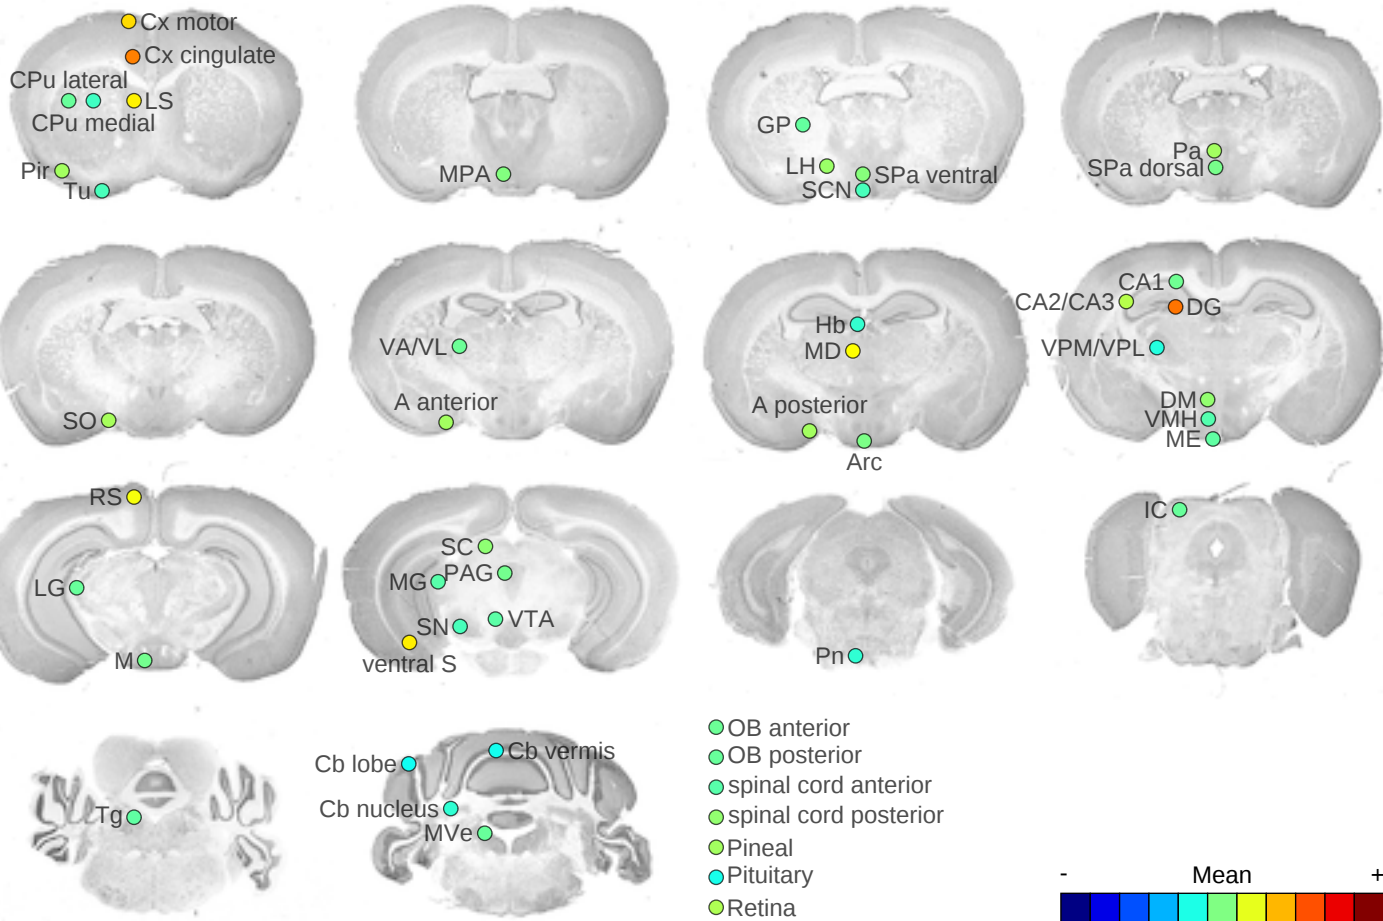 Cx motor
Cx cingulate
CPu lateral
LS
CPu medial
Pir
Tu
MPA
GP
LH
SPa ventral
SCN
Pa
SPa dorsal
SO
VA/VL
A anterior
Hb
MD
A posterior
Arc
CA1
CA2/CA3
DG
VPM/VPL
DM
VMH
ME
RS
LG
M
SC
PAG
MG
VTA
SN
ventral S
Pn
IC
Tg
Cb vermis
Cb lobe
Cb nucleus
MVe
OB anterior
OB posterior
spinal cord anterior
spinal cord posterior
Pineal
Pituitary
Retina
- Mean +